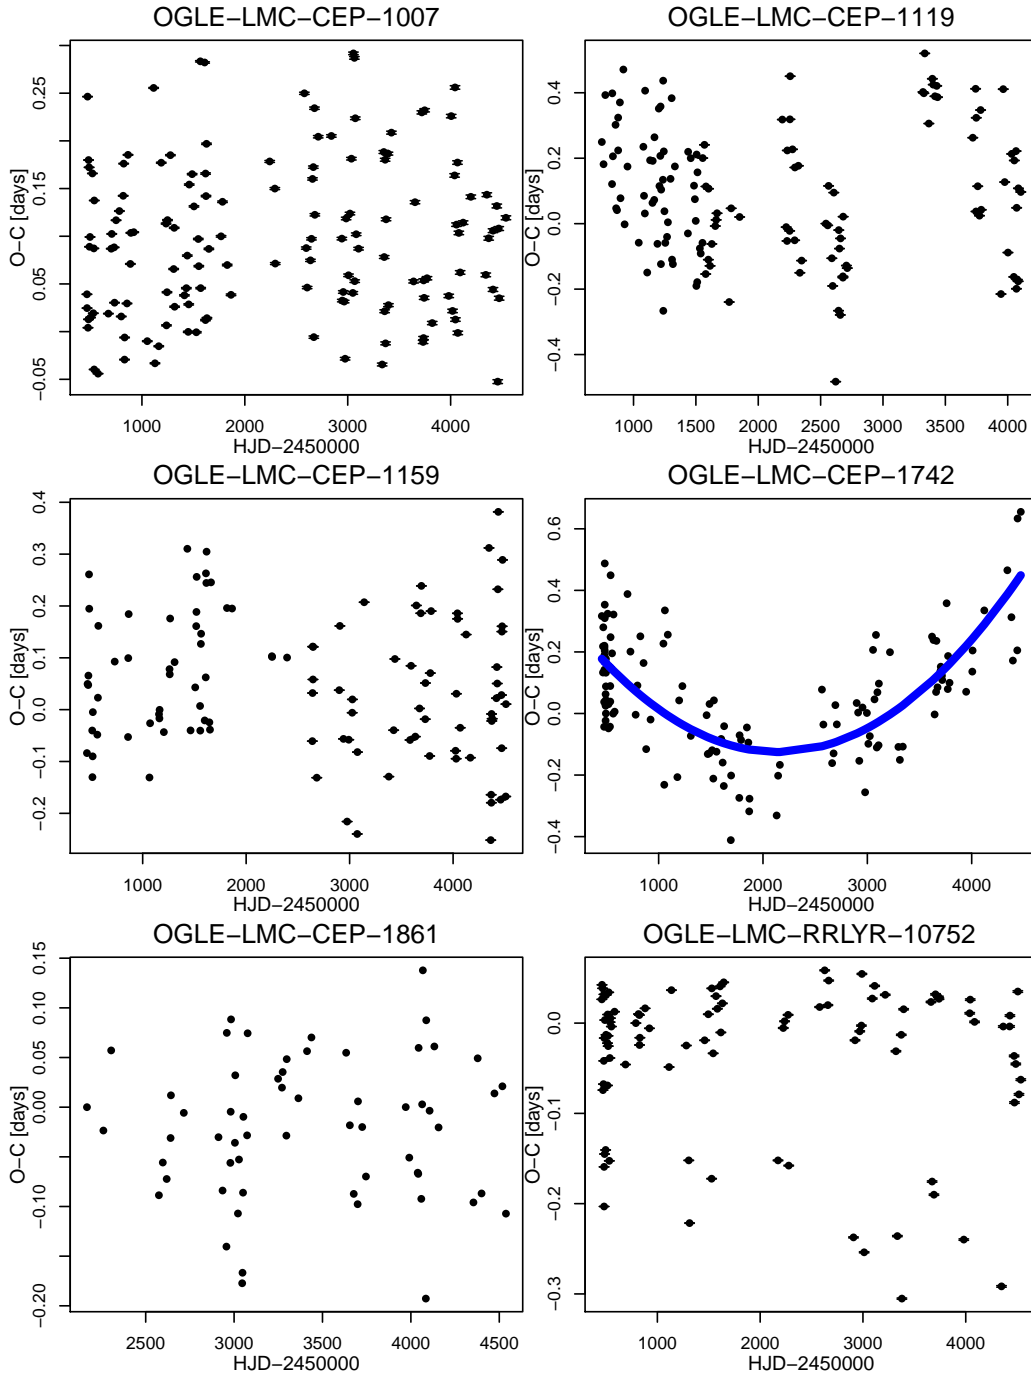 OGLE−LMC−CEP−1007
O−C [days]
−0.05 0.05 0.15 0.25
1000 2000 3000 4000
HJD−2450000
OGLE−LMC−CEP−1119
O−C [days]
−0.4 −0.2 0.0 0.2 0.4
1000 1500 2000 2500 3000 3500 4000
HJD−2450000
OGLE−LMC−CEP−1159
O−C [days]
−0.2 −0.1 0.0 0.1 0.2 0.3 0.4
1000 2000 3000 4000
HJD−2450000
OGLE−LMC−CEP−1742
O−C [days]
−0.4 −0.2 0.0 0.2 0.4 0.6
1000 2000 3000 4000
HJD−2450000
OGLE−LMC−CEP−1861
O−C [days]
−0.20 −0.10 0.00 0.05 0.10 0.15
2500 3000 3500 4000 4500
HJD−2450000
OGLE−LMC−RRLYR−10752
O−C [days]
−0.3 −0.2 −0.1 0.0
1000 2000 3000 4000
HJD−2450000